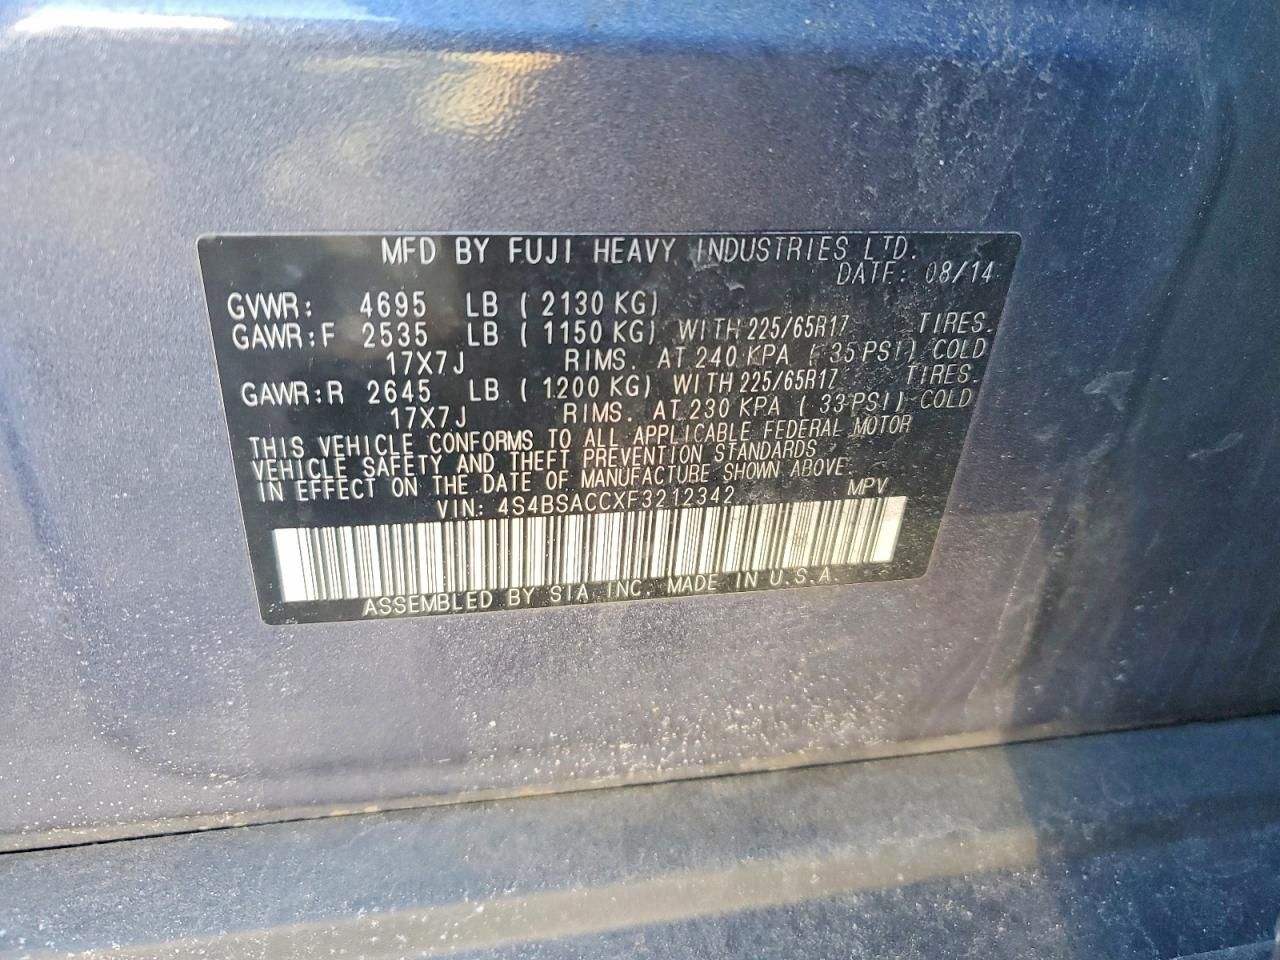 MFD BY FUJI HEAVY INDUSTRIES LTD.
DATE: 08/14
GVWR: 4695 LB ( 2130 KG)
GAWR:F 2535 LB ( 1150 KG) WITH 225/65R17 TIRES.
17X7J RIMS. AT 240 KPA ( 35 PSI) COLD
GAWR:R 2645 LB ( 1200 KG) WITH 225/65R17 TIRES.
17X7J RIMS. AT 230 KPA ( 33 PSI) COLD
THIS VEHICLE CONFORMS TO ALL APPLICABLE FEDERAL MOTOR
VEHICLE SAFETY AND THEFT PREVENTION STANDARDS
IN EFFECT ON THE DATE OF MANUFACTURE SHOWN ABOVE.
VIN: 4S4BSACCXF3212342 MPV
ASSEMBLED BY SIA INC. MADE IN U.S.A.